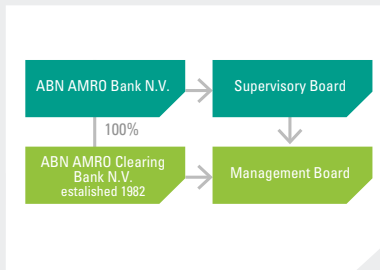 ABN AMRO Bank N.V.
Supervisory Board
100%
ABN AMRO Clearing
Bank N.V.
estalished 1982
Management Board